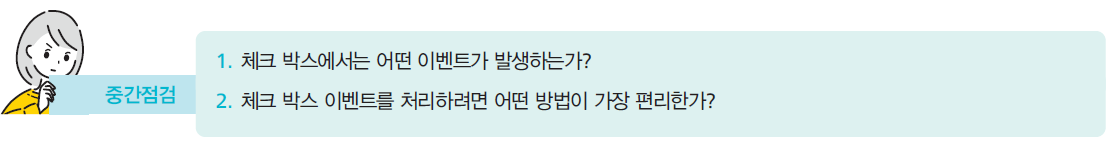 중간점검
1. 체크 박스에서는 어떤 이벤트가 발생하는가?
2. 체크 박스 이벤트를 처리하려면 어떤 방법이 가장 편리한가?